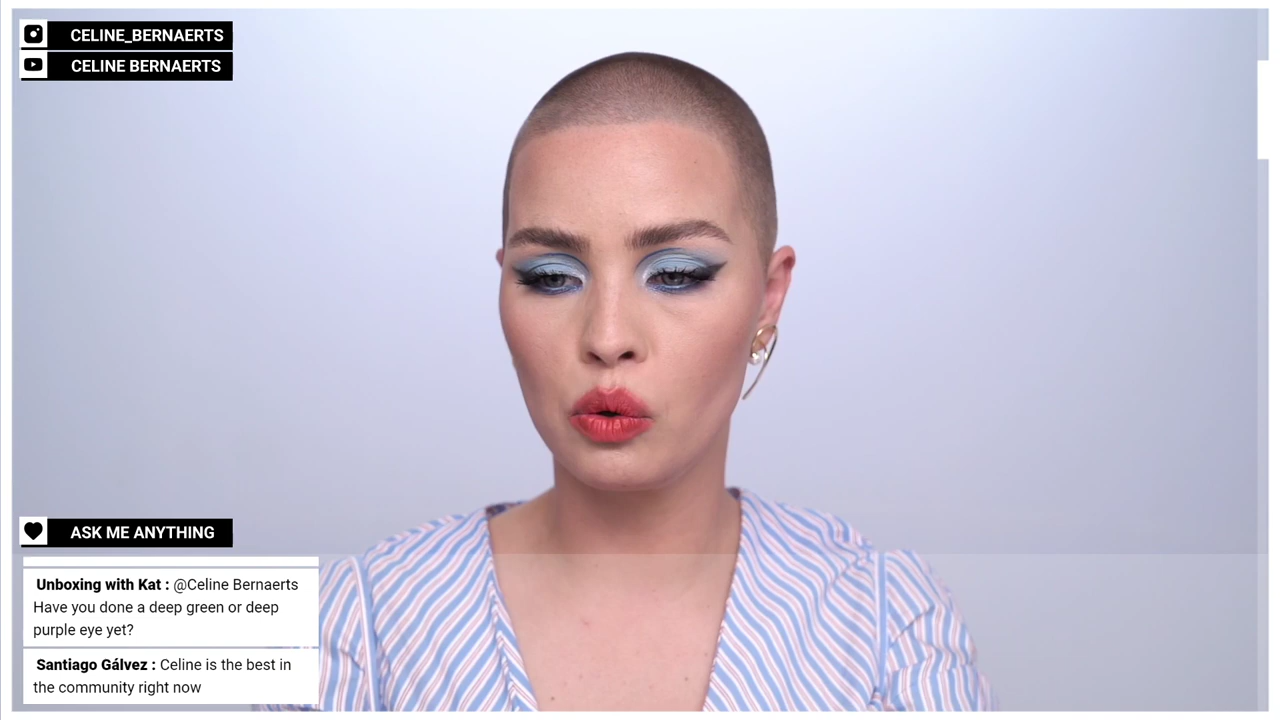 CELINE_BERNAERTS
CELINE BERNAERTS
ASK ME ANYTHING
Unboxing with Kat : @Celine Bernaerts
Have you done a deep green or deep
purple eye yet?
Santiago Gálvez : Celine is the best in
the community right now